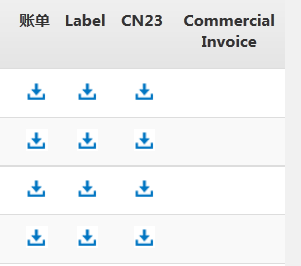 账单 Label CN23 Commercial
Invoice